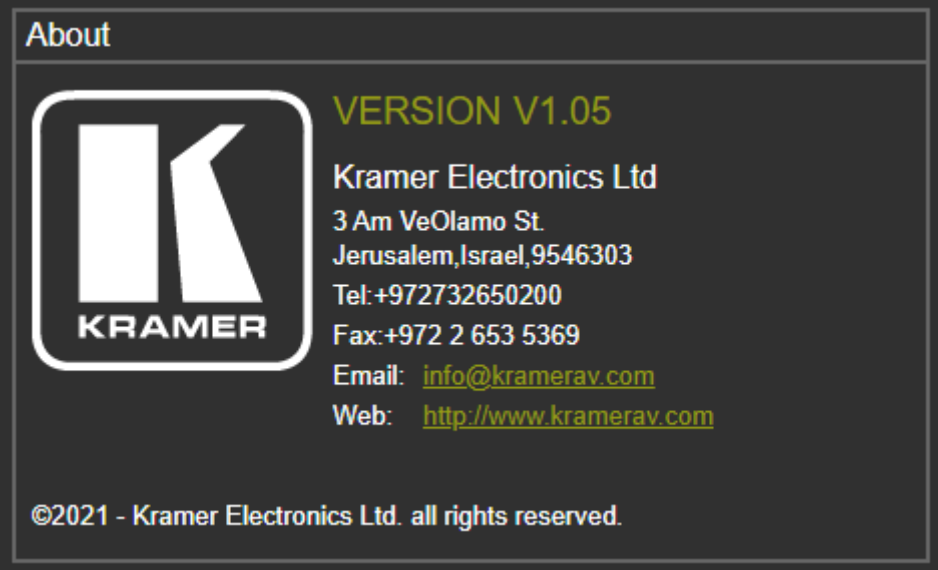 About
VERSION V1.05
Kramer Electronics Ltd
3 Am VeOlamo St.
Jerusalem,Israel,9546303
Tel:+972732650200
Fax:+972 2 653 5369
Email: info@kramerav.com
Web: http://www.kramerav.com
KRAMER
©2021 - Kramer Electronics Ltd. all rights reserved.